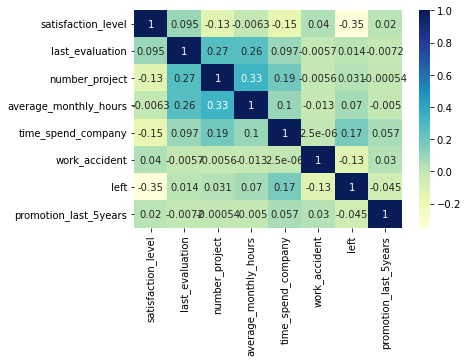 satisfaction_level 1 0.095 -0.13 -0.0063 -0.15 0.04 -0.35 0.02
last_evaluation 0.095 1 0.27 0.26 0.097 -0.0057 0.014 -0.0072
number_project -0.13 0.27 1 0.33 0.19 -0.0056 0.031 -0.00054
average_monthly_hours -0.0063 0.26 0.33 1 0.1 -0.013 0.07 -0.005
time_spend_company -0.15 0.097 0.19 0.1 1 2.5e-06 0.17 0.057
work_accident 0.04 -0.0057 -0.0056 -0.013 2.5e-06 1 -0.13 0.03
left -0.35 0.014 0.031 0.07 0.17 -0.13 1 -0.045
promotion_last_5years 0.02 -0.0072 -0.00054 -0.005 0.057 0.03 -0.045 1
satisfaction_level
last_evaluation
number_project
average_monthly_hours
time_spend_company
work_accident
left
promotion_last_5years
1.0
0.8
0.6
0.4
0.2
0.0
−0.2